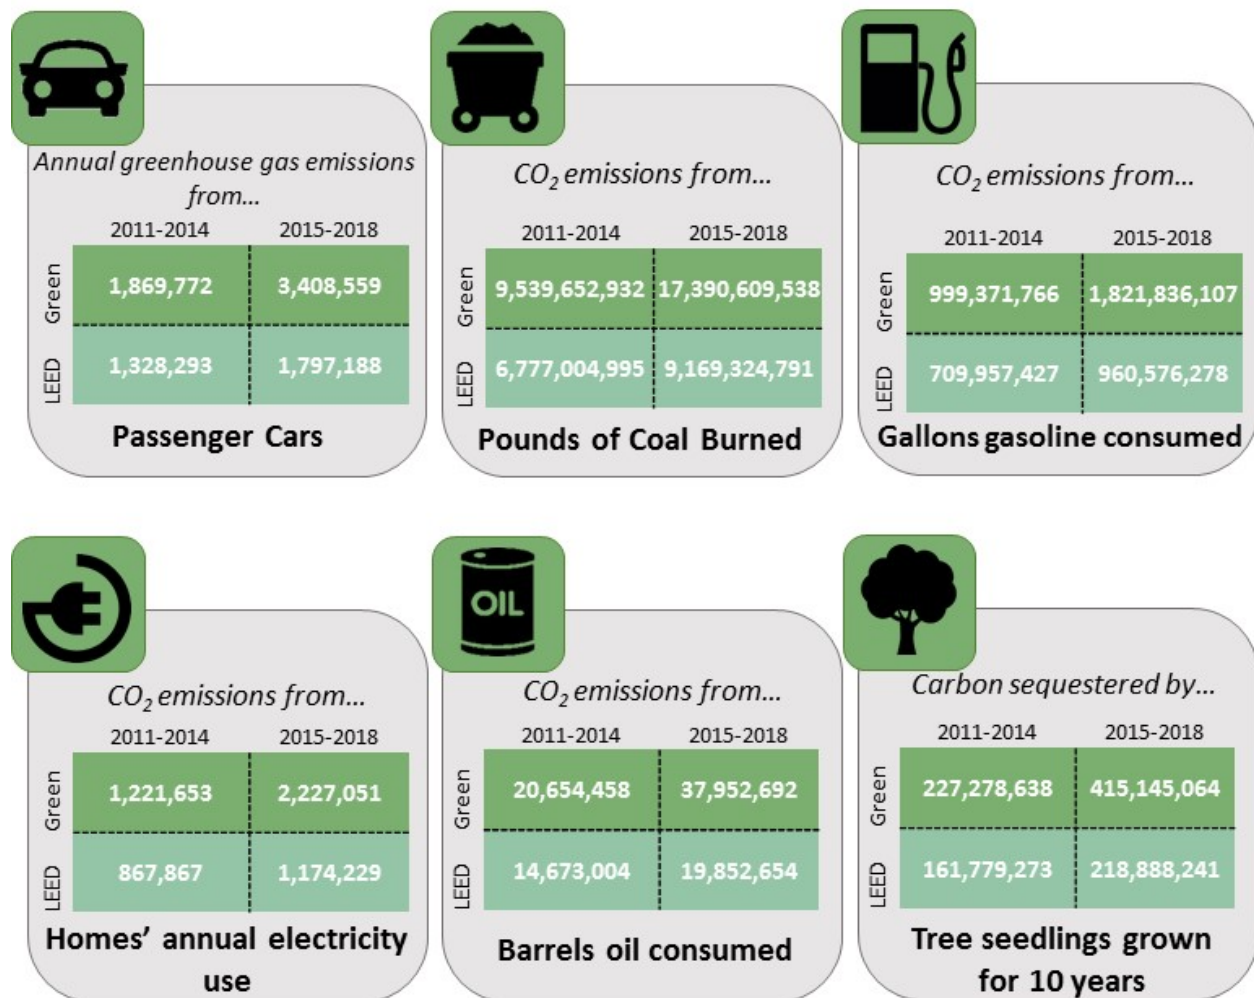 Annual greenhouse gas emissions
from...
2011-2014 2015-2018
Green 1,869,772 3,408,559
LEED 1,328,293 1,797,188
Passenger Cars
CO2 emissions from...
2011-2014 2015-2018
Green 9,539,652,932 17,390,609,538
LEED 6,777,004,995 9,169,324,791
Pounds of Coal Burned
CO2 emissions from...
2011-2014 2015-2018
Green 999,371,766 1,821,836,107
LEED 709,957,427 960,576,278
Gallons gasoline consumed
CO2 emissions from...
2011-2014 2015-2018
Green 1,221,653 2,227,051
LEED 867,867 1,174,229
Homes' annual electricity
use
OIL
CO2 emissions from...
2011-2014 2015-2018
Green 20,654,458 37,952,692
LEED 14,673,004 19,852,654
Barrels oil consumed
Carbon sequestered by...
2011-2014 2015-2018
Green 227,278,638 415,145,064
LEED 161,779,273 218,888,241
Tree seedlings grown
for 10 years